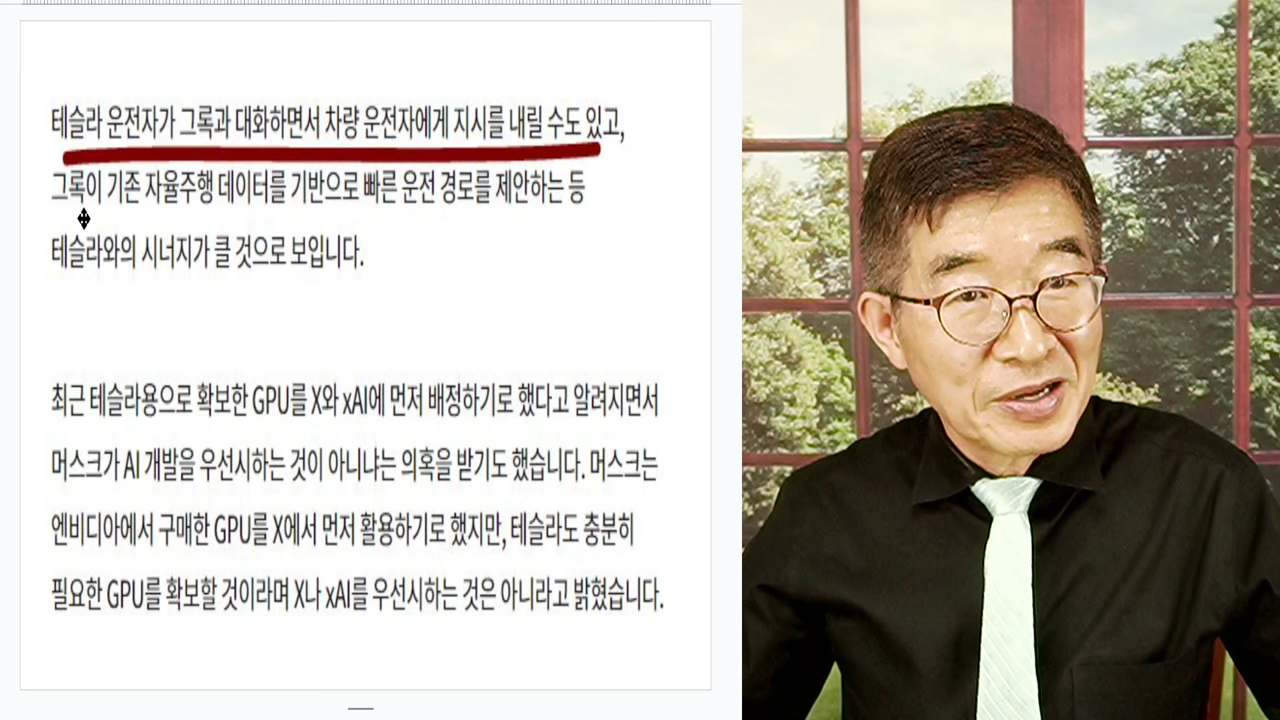 테슬라 운전자가 그록과 대화하면서 차량 운전자에게 지시를 내릴 수도 있고,
그록이 기존 자율주행 데이터를 기반으로 빠른 운전 경로를 제안하는 등
테슬라와의 시너지가 클 것으로 보입니다.
최근 테슬라용으로 확보한 GPU를 X와 xAI에 먼저 배정하기로 했다고 알려지면서
머스크가 AI 개발을 우선시하는 것이 아니냐는 의혹을 받기도 했습니다. 머스크는
엔비디아에서 구매한 GPU를 X에서 먼저 활용하기로 했지만, 테슬라도 충분히
필요한 GPU를 확보할 것이라며 X나 xAI를 우선시하는 것은 아니라고 밝혔습니다.